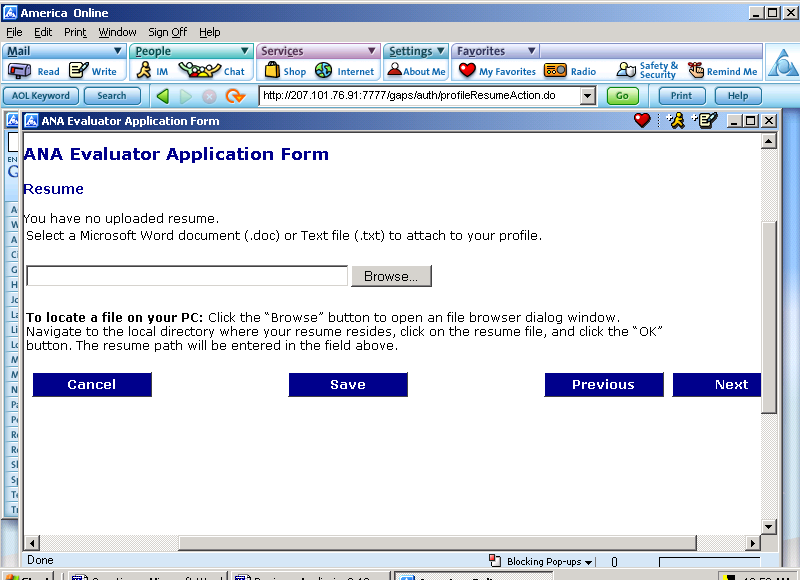 America Online
File Edit Print Window Sign Off Help
Mail People Services Settings Favorites
Read Write IM Chat Shop Internet About Me My Favorites Radio Safety & Security Remind Me
AOL Keyword Search http://207.101.76.91:7777/gaps/auth/profileResumeAction.do Go Print Help
ANA Evaluator Application Form
ANA Evaluator Application Form
Resume
You have no uploaded resume.
Select a Microsoft Word document (.doc) or Text file (.txt) to attach to your profile.
Browse...
To locate a file on your PC: Click the “Browse” button to open an file browser dialog window.
Navigate to the local directory where your resume resides, click on the resume file, and click the “OK”
button. The resume path will be entered in the field above.
Cancel Save Previous Next
Done Blocking Pop-ups 0